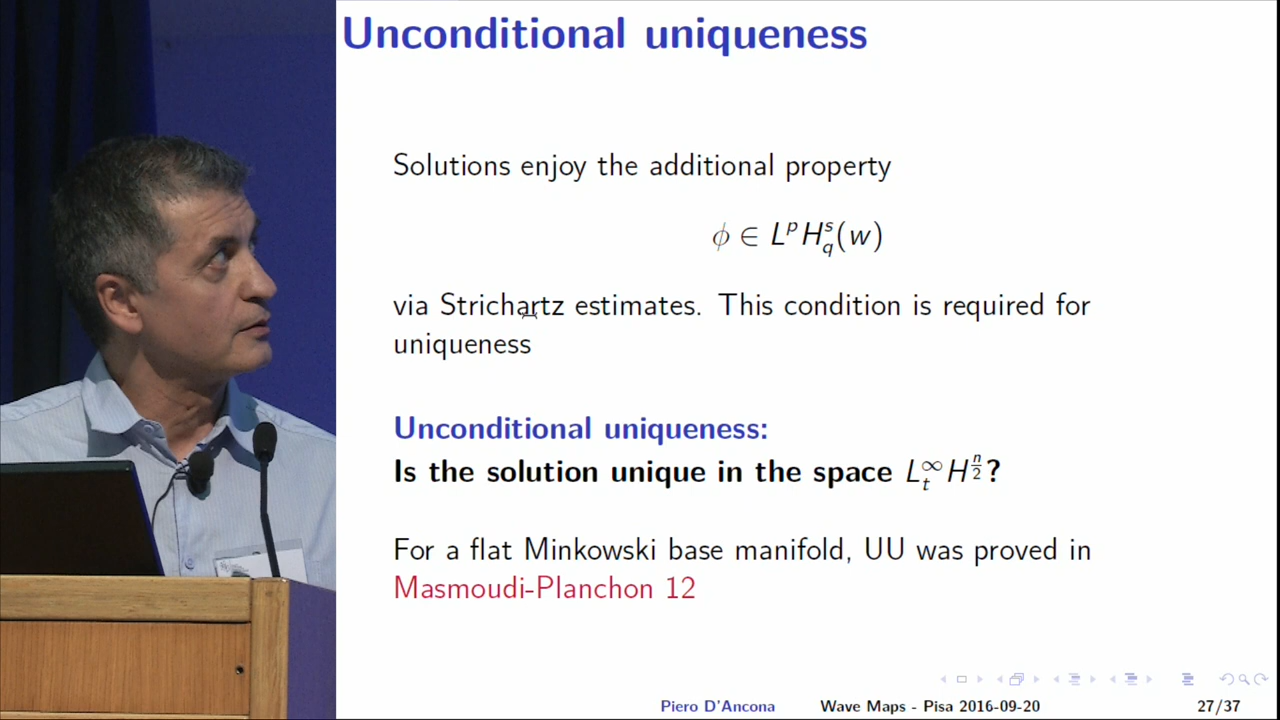 Unconditional uniqueness
Solutions enjoy the additional property
ϕ ∈ LᵖHˢ_q(w)
via Strichartz estimates. This condition is required for
uniqueness
Unconditional uniqueness:
Is the solution unique in the space L_t^∞ H^{n/2}?
For a flat Minkowski base manifold, UU was proved in
Masmoudi-Planchon 12
Piero D'Ancona Wave Maps - Pisa 2016-09-20 27/37